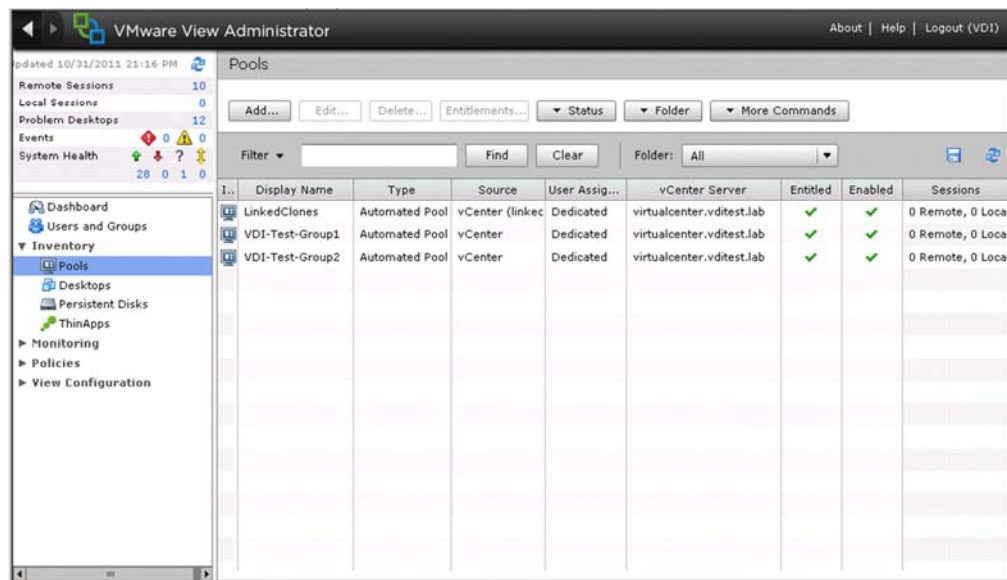 VMware View Administrator
About | Help | Logout (VDI)
pdated 10/31/2011 21:16 PM
Remote Sessions 10
Local Sessions 0
Problem Desktops 12
Events 0 0
System Health ?
28 0 1 0
Dashboard
Users and Groups
Inventory
Pools
Desktops
Persistent Disks
ThinApps
Monitoring
Policies
View Configuration
Pools
Add... Edit... Delete... Entitlements... Status Folder More Commands
Filter Find Clear Folder: All
I.. Display Name Type Source User Assig... vCenter Server Entitled Enabled Sessions
LinkedClones Automated Pool vCenter (linked Dedicated virtualcenter.vditest.lab 0 Remote, 0 Loca
VDI-Test-Group1 Automated Pool vCenter Dedicated virtualcenter.vditest.lab 0 Remote, 0 Loca
VDI-Test-Group2 Automated Pool vCenter Dedicated virtualcenter.vditest.lab 0 Remote, 0 Loca